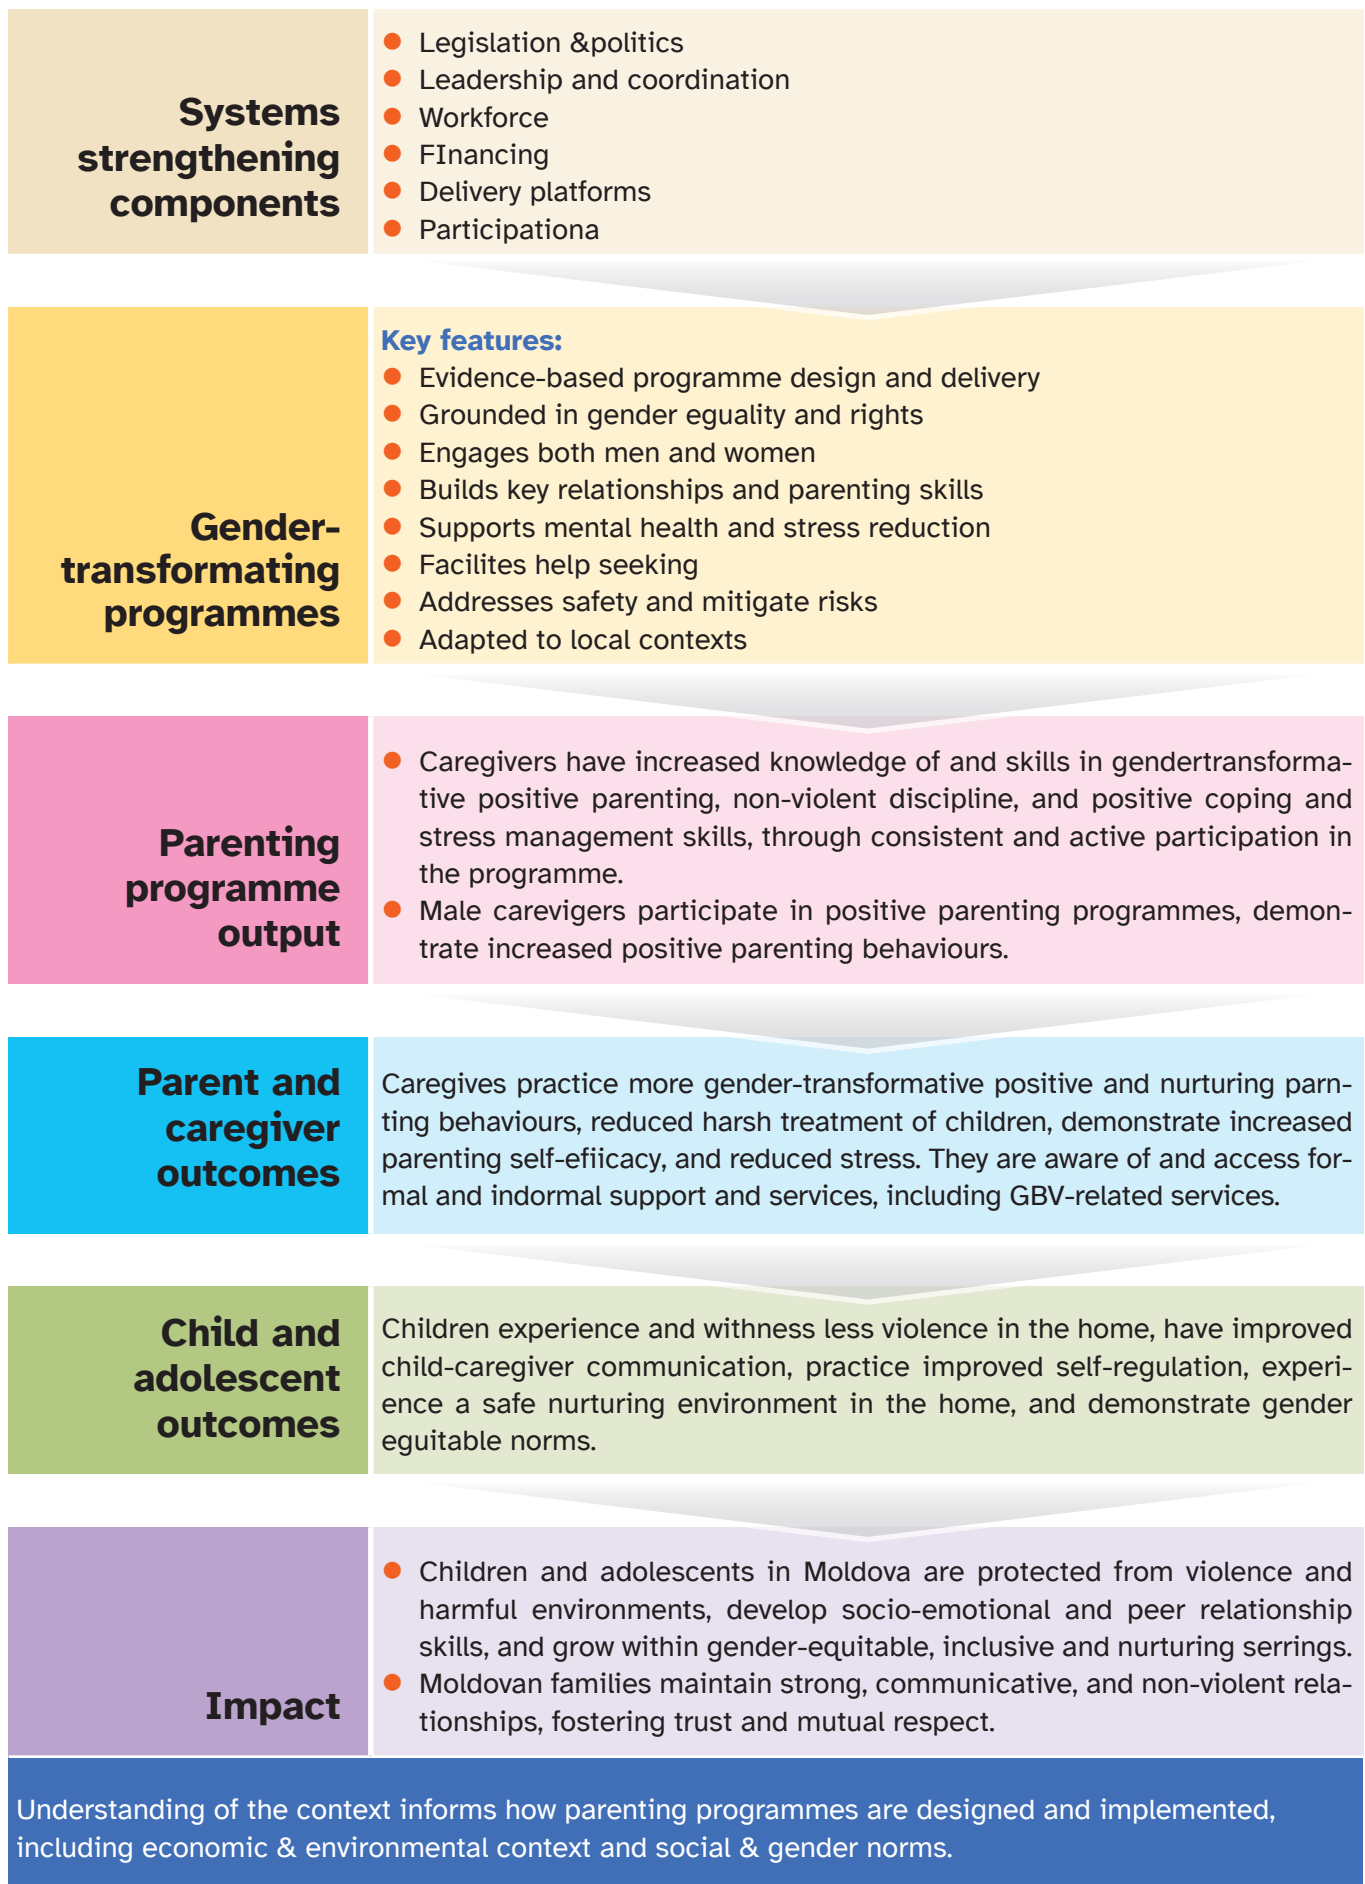 Systems
strengthening
components
Legislation &politics
Leadership and coordination
Workforce
FInancing
Delivery platforms
Participationa
Gender-
transformating
programmes
Key features:
Evidence-based programme design and delivery
Grounded in gender eguality and rights
Engages both men and women
Builds key relationships and parenting skills
Supports mental health and stress reduction
Facilites help seeking
Addresses safety and mitigate risks
Adapted to local contexts
Parenting
programme
output
Caregivers have increased knowledge of and skills in gendertransforma-
tive positive parenting, non-violent discipline, and positive coping and
stress management skills, through consistent and active participation in
the programme.
Male carevigers participate in positive parenting programmes, demon-
trate increased positive parenting behaviours.
Parent and
caregiver
outcomes
Caregives practice more gender-transformative positive and nurturing parn-
ting behaviours, reduced harsh treatment of children, demonstrate increased
parenting self-efiicacy, and reduced stress. They are aware of and access for-
mal and indormal support and services, including GBV-related services.
Child and
adolescent
outcomes
Children experience and withness less violence in the home, have improved
child-caregiver communication, practice improved self-regulation, experi-
ence a safe nurturing environment in the home, and demonstrate gender
eguitable norms.
Impact
Children and adolescents in Moldova are protected from violence and
harmful environments, develop socio-emotional and peer relationship
skills, and grow within gender-equitable, inclusive and nurturing serrings.
Moldovan families maintain strong, communicative, and non-violent rela-
tionships, fostering trust and mutual respect.
Understanding of the context informs how parenting programmes are designed and implemented,
including economic & environmental context and social & gender norms.